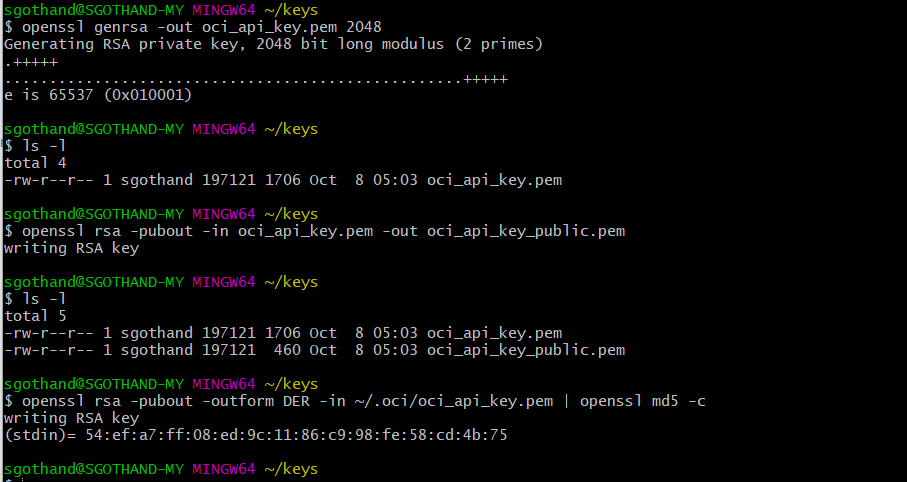 sgothand@SGOTHAND-MY MINGW64 ~/keys
$ openssl genrsa -out oci_api_key.pem 2048
Generating RSA private key, 2048 bit long modulus (2 primes)
.+++++
...................................................+++++
e is 65537 (0x010001)
sgothand@SGOTHAND-MY MINGW64 ~/keys
$ ls -l
total 4
-rw-r--r-- 1 sgothand 197121 1706 Oct  8 05:03 oci_api_key.pem
sgothand@SGOTHAND-MY MINGW64 ~/keys
$ openssl rsa -pubout -in oci_api_key.pem -out oci_api_key_public.pem
writing RSA key
sgothand@SGOTHAND-MY MINGW64 ~/keys
$ ls -l
total 5
-rw-r--r-- 1 sgothand 197121 1706 Oct  8 05:03 oci_api_key.pem
-rw-r--r-- 1 sgothand 197121  460 Oct  8 05:03 oci_api_key_public.pem
sgothand@SGOTHAND-MY MINGW64 ~/keys
$ openssl rsa -pubout -outform DER -in ~/.oci/oci_api_key.pem | openssl md5 -c
writing RSA key
(stdin)= 54:ef:a7:ff:08:ed:9c:11:86:c9:98:fe:58:cd:4b:75
sgothand@SGOTHAND-MY MINGW64 ~/keys
$